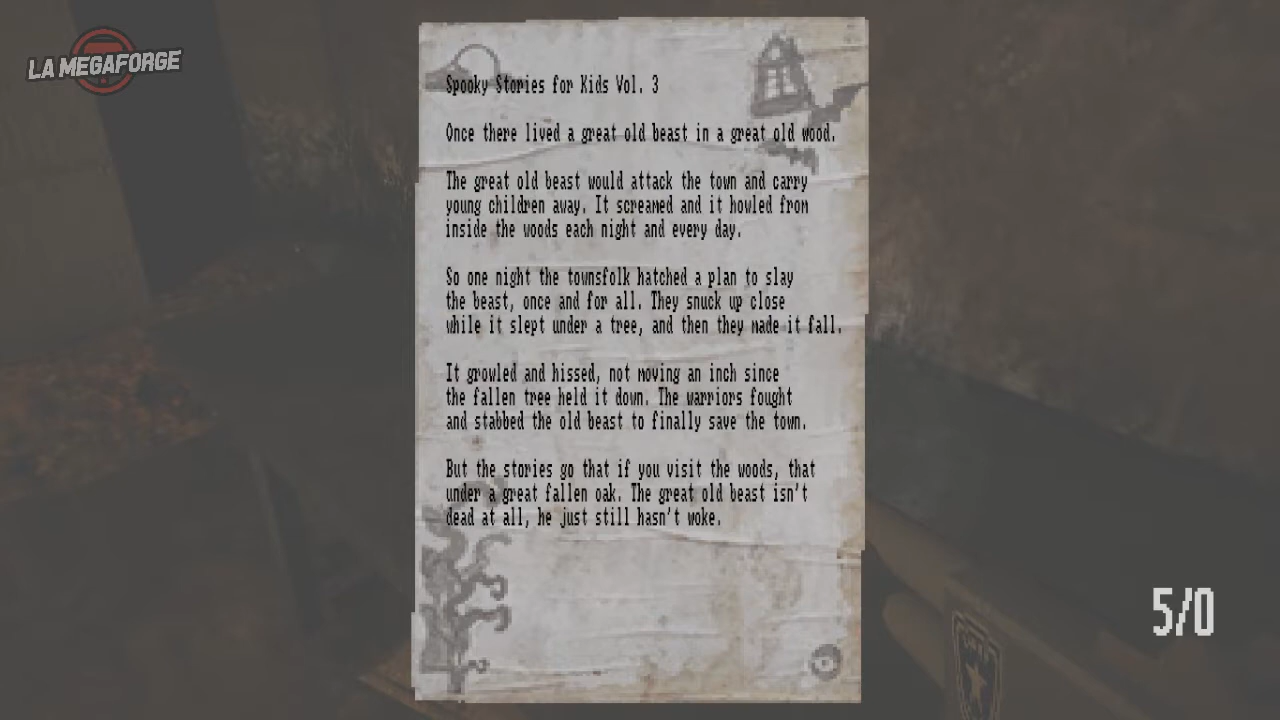 LA MEGAFORGE
Spooky Stories for Kids Vol. 3
Once there lived a great old beast in a great old wood.
The great old beast would attack the town and carry
young children away. It screamed and it howled from
inside the woods each night and every day.
So one night the townsfolk hatched a plan to slay
the beast, once and for all. They snuck up close
while it slept under a tree, and then they made it fall.
It growled and hissed, not moving an inch since
the fallen tree held it down. The warriors fought
and stabbed the old beast to finally save the town.
But the stories go that if you visit the woods, that
under a great fallen oak. The great old beast isn't
dead at all, he just still hasn't woke.
5/0